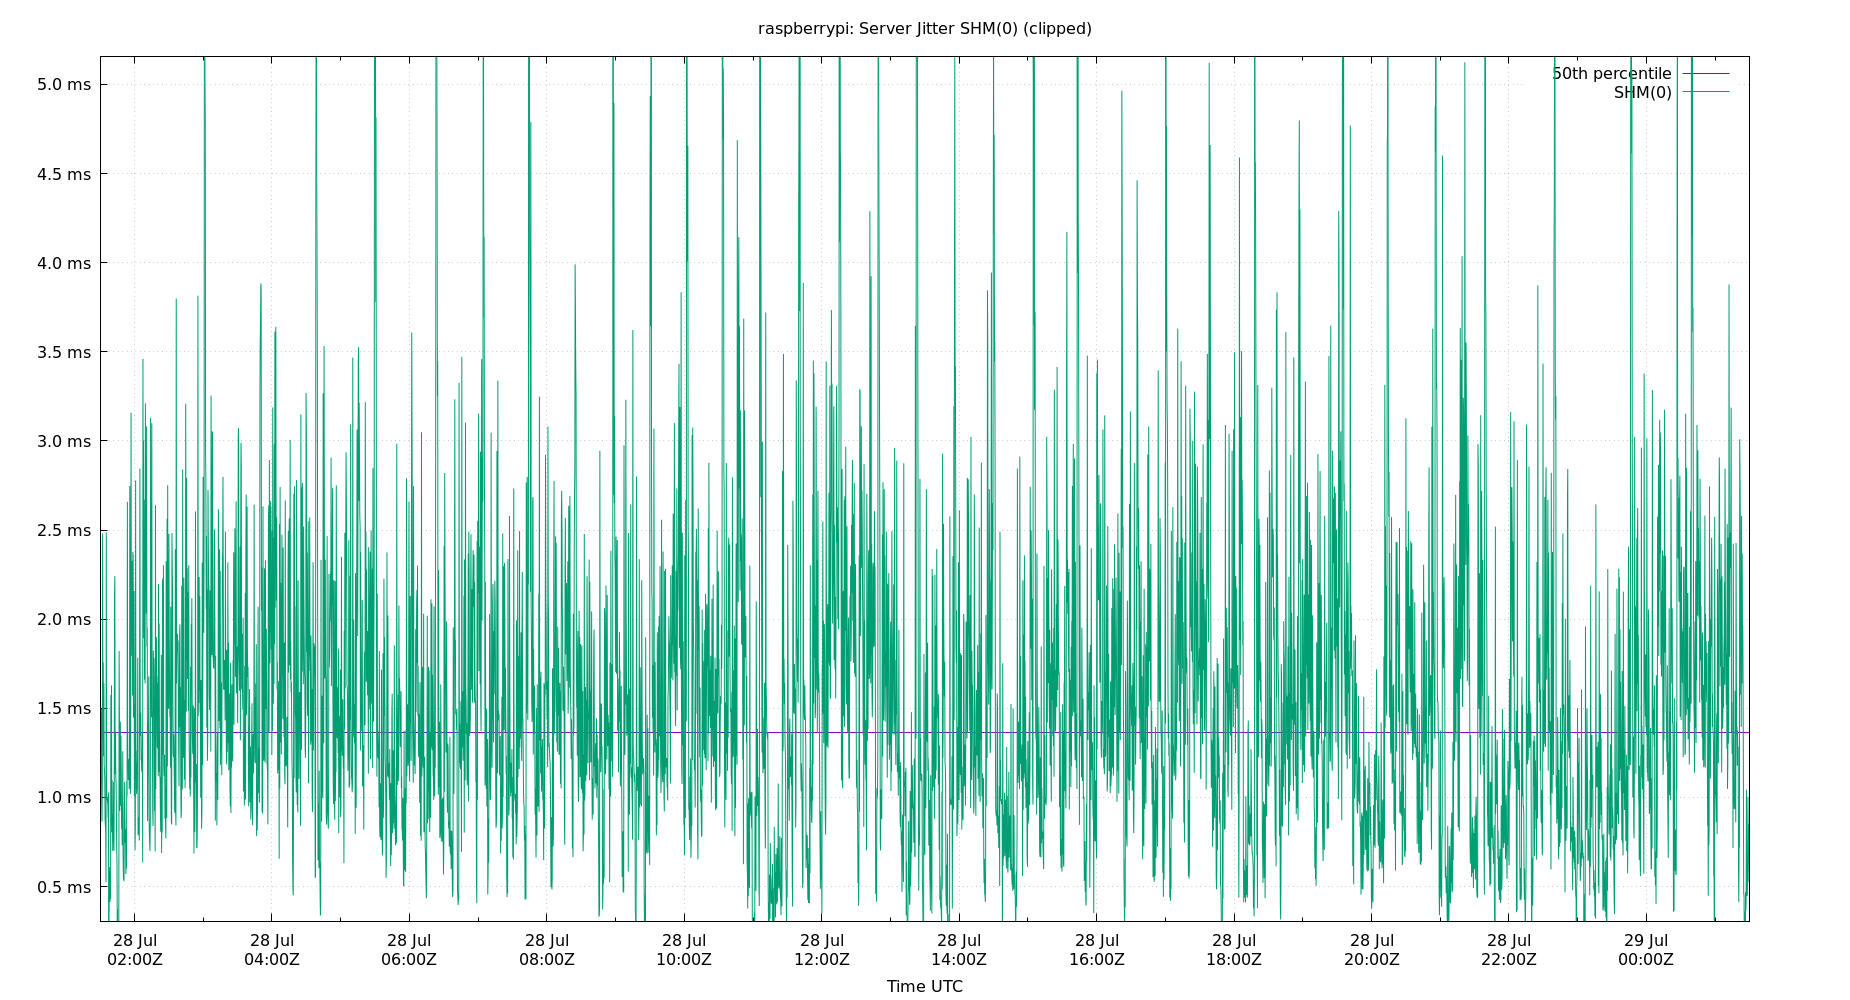 raspberrypi: Server Jitter SHM(0) (clipped)
50th percentile
SHM(0)
5.0 ms
4.5 ms
4.0 ms
3.5 ms
3.0 ms
2.5 ms
2.0 ms
1.5 ms
1.0 ms
0.5 ms
28 Jul 28 Jul 28 Jul 28 Jul 28 Jul 28 Jul 28 Jul 28 Jul 28 Jul 28 Jul 28 Jul 29 Jul
02:00Z 04:00Z 06:00Z 08:00Z 10:00Z 12:00Z 14:00Z 16:00Z 18:00Z 20:00Z 22:00Z 00:00Z
Time UTC